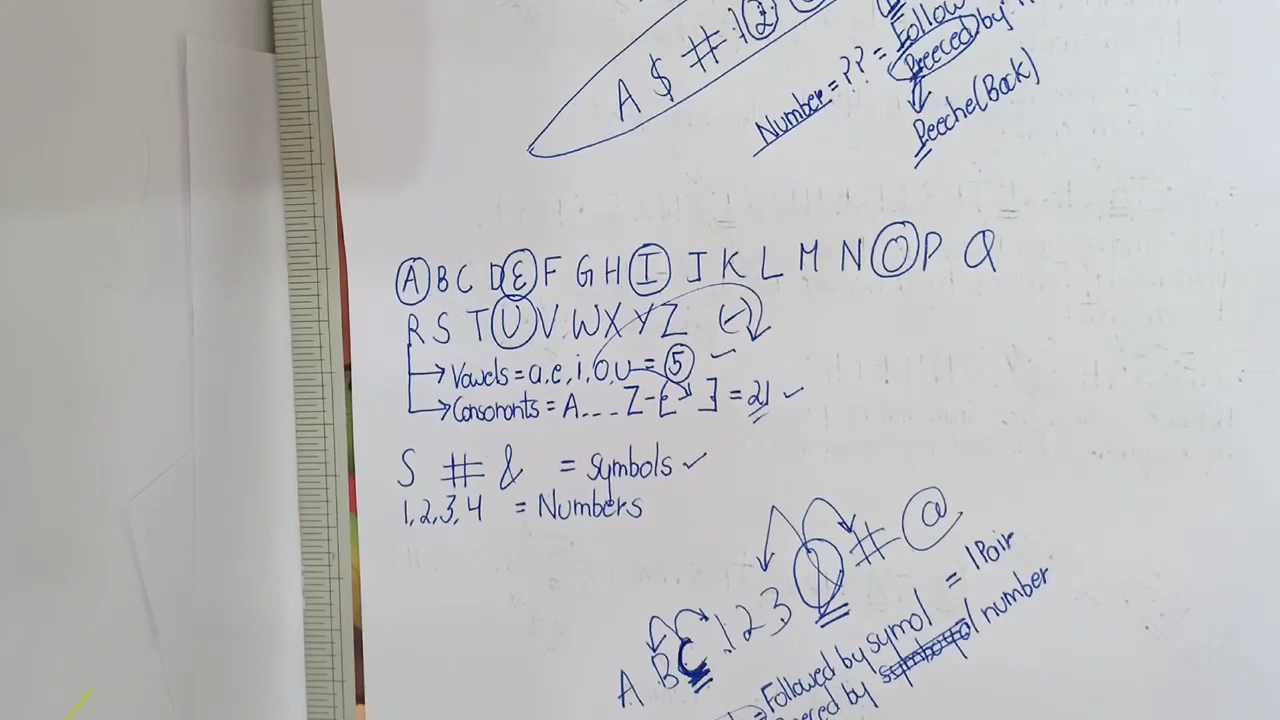 A $ # 1 2
Follow
Number = ?? = Preced by
Peeche (Back)
A B C D E F G H I J K L M N O P Q
R S T U V W X Y Z
Vowels = a, e, i, o, u = 5
Consonants = A - - - Z - [ ] = 21
S # & = Symbols
1, 2, 3, 4 = Numbers
A B C 1 2 3 & # @
= Followed by symol = 1 Pair
by number